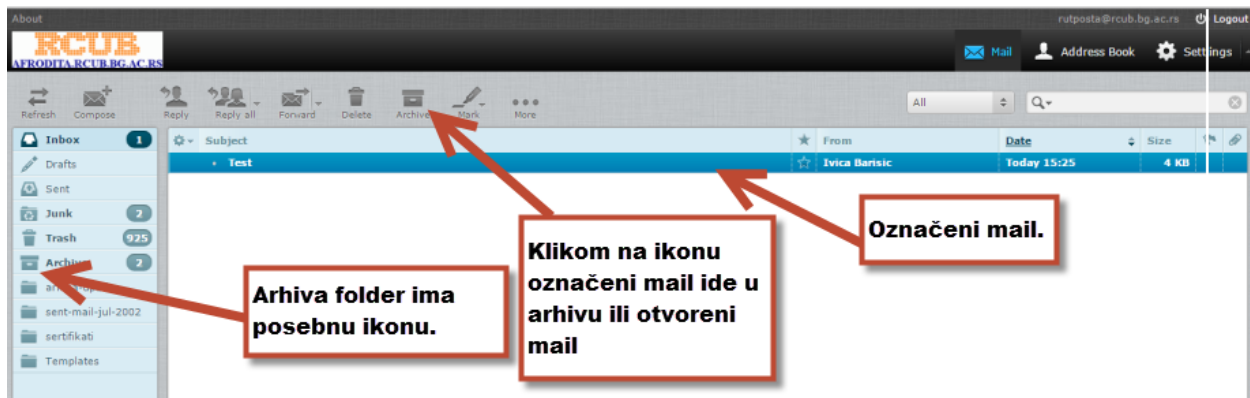 About
rutposta@rcub.bg.ac.rs Logout
RCUB
AFRODITA.RCUB.BG.AC.RS
Mail Address Book Settings
Refresh Compose Reply Reply all Forward Delete Archive Mark More
All
Inbox 1
Subject From Date Size
Drafts
Test Ivica Barisic Today 15:25 4 KB
Sent
Junk 2
Trash 925
Archive 2
sent-mail-jul-2002
sertifikati
Templates
Arhiva folder ima
posebnu ikonu.
Klikom na ikonu
označeni mail ide u
arhivu ili otvoreni
mail
Označeni mail.